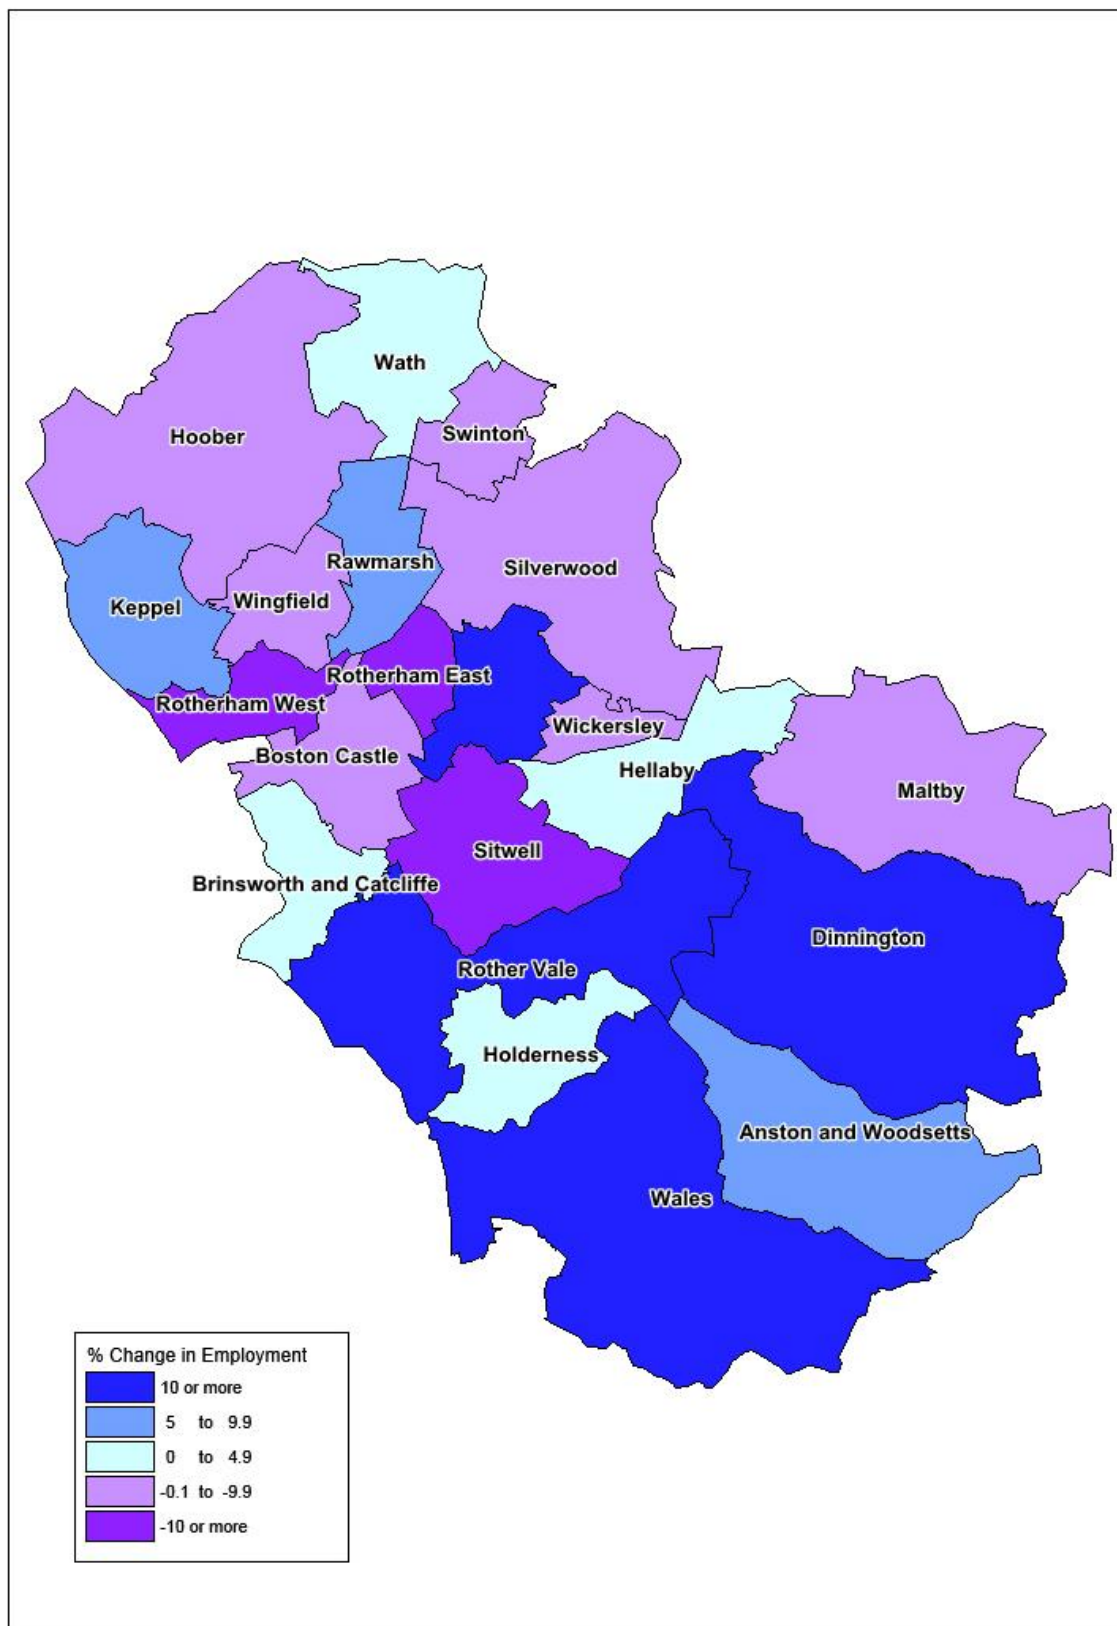 Wath
Hoober
Swinton
Rawmarsh
Silverwood
Keppel
Wingfield
Rotherham East
Rotherham West
Wickersley
Boston Castle
Hellaby
Maltby
Sitwell
Brinsworth and Catcliffe
Dinnington
Rother Vale
Holderness
Anston and Woodsetts
Wales
% Change in Employment
10 or more
5 to 9.9
0 to 4.9
-0.1 to -9.9
-10 or more